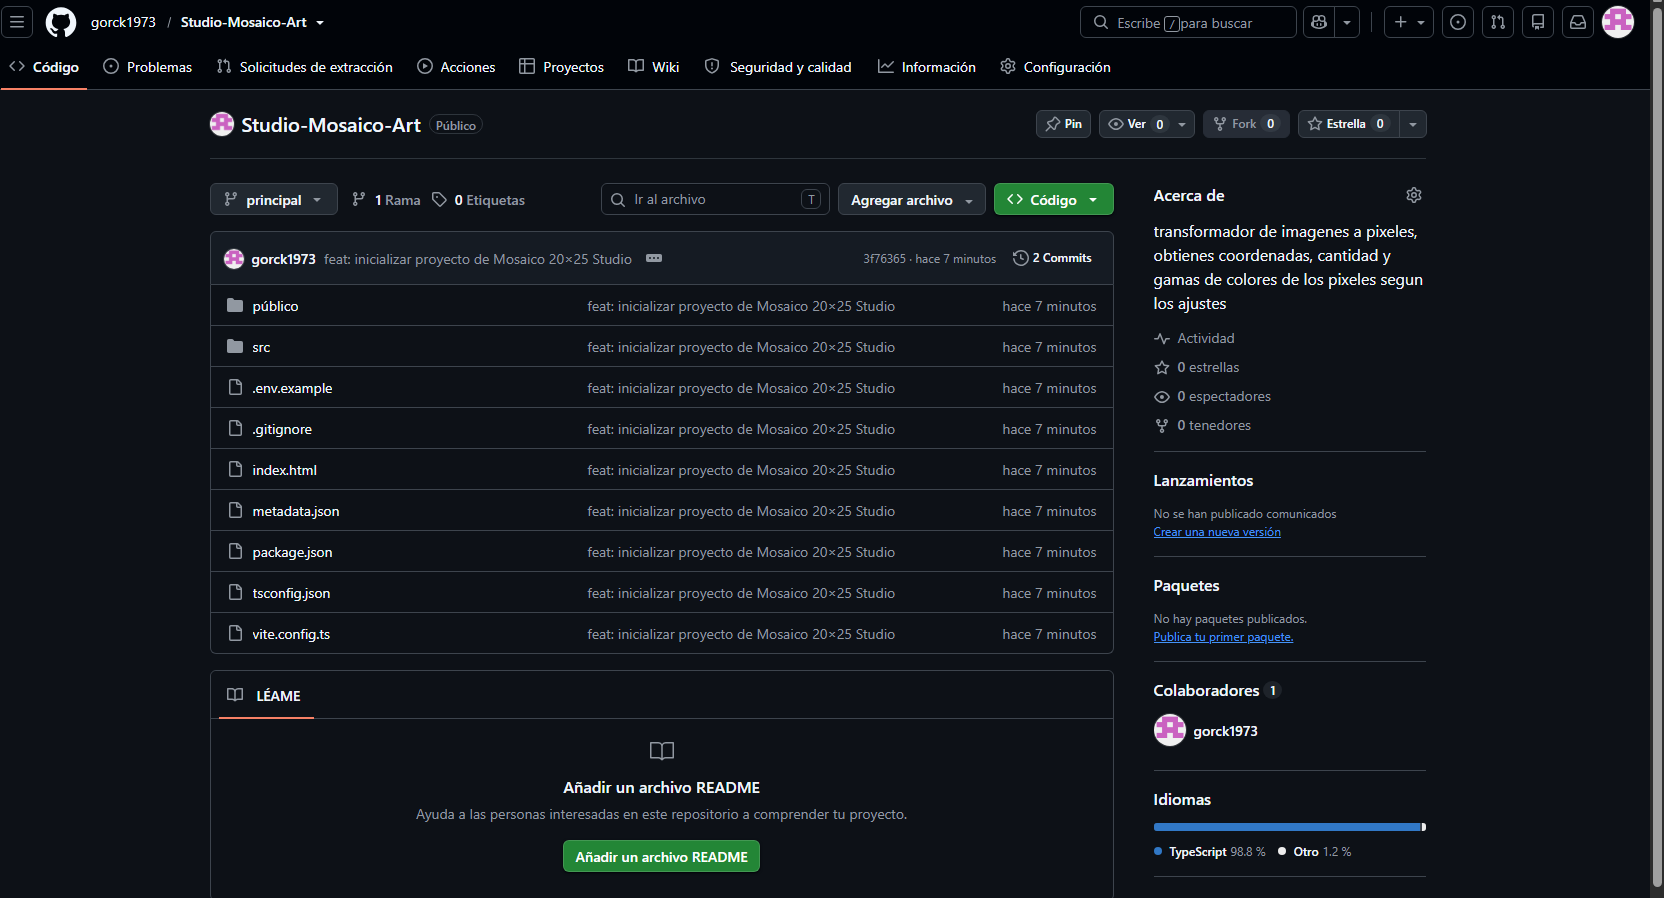 gorck1973 / Studio-Mosaico-Art
Escribe / para buscar
Código
Problemas
Solicitudes de extracción
Acciones
Proyectos
Wiki
Seguridad y calidad
Información
Configuración
Studio-Mosaico-Art Público
Pin
Ver 0
Fork 0
Estrella 0
principal
1 Rama
0 Etiquetas
Ir al archivo T
Agregar archivo
Código
gorck1973 feat: inicializar proyecto de Mosaico 20×25 Studio
3f76365 · hace 7 minutos
2 Commits
público feat: inicializar proyecto de Mosaico 20×25 Studio hace 7 minutos
src feat: inicializar proyecto de Mosaico 20×25 Studio hace 7 minutos
.env.example feat: inicializar proyecto de Mosaico 20×25 Studio hace 7 minutos
.gitignore feat: inicializar proyecto de Mosaico 20×25 Studio hace 7 minutos
index.html feat: inicializar proyecto de Mosaico 20×25 Studio hace 7 minutos
metadata.json feat: inicializar proyecto de Mosaico 20×25 Studio hace 7 minutos
package.json feat: inicializar proyecto de Mosaico 20×25 Studio hace 7 minutos
tsconfig.json feat: inicializar proyecto de Mosaico 20×25 Studio hace 7 minutos
vite.config.ts feat: inicializar proyecto de Mosaico 20×25 Studio hace 7 minutos
LÉAME
Añadir un archivo README
Ayuda a las personas interesadas en este repositorio a comprender tu proyecto.
Añadir un archivo README
Acerca de
transformador de imagenes a pixeles,
obtienes coordenadas, cantidad y
gamas de colores de los pixeles segun
los ajustes
Actividad
0 estrellas
0 espectadores
0 tenedores
Lanzamientos
No se han publicado comunicados
Crear una nueva versión
Paquetes
No hay paquetes publicados.
Publica tu primer paquete.
Colaboradores 1
gorck1973
Idiomas
TypeScript 98.8 %
Otro 1.2 %